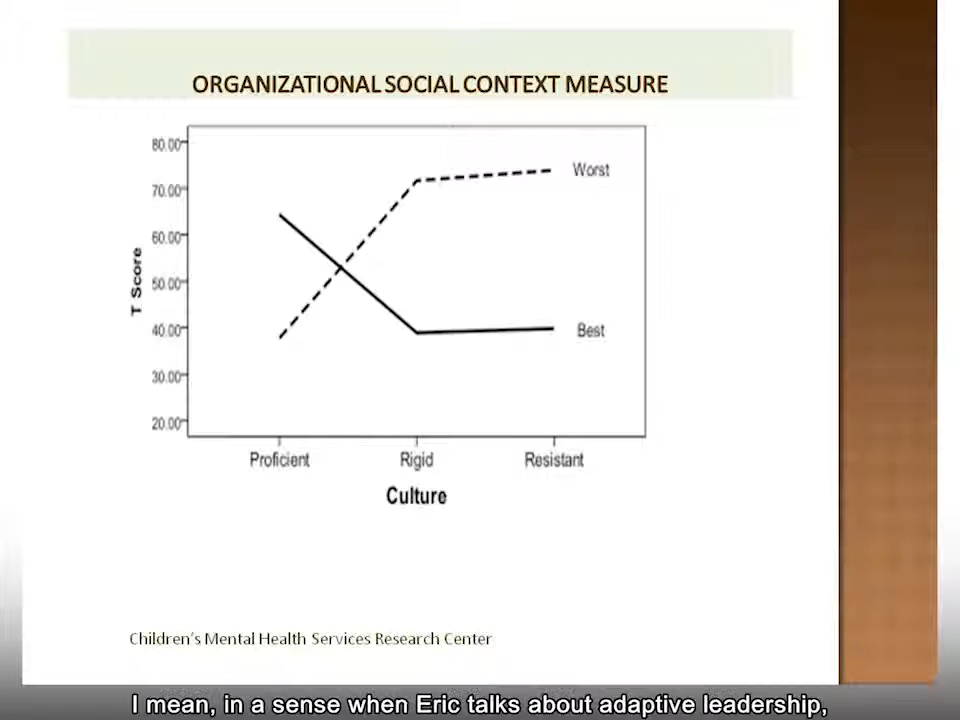 ORGANIZATIONAL SOCIAL CONTEXT MEASURE
80.00
70.00
60.00
50.00
40.00
30.00
20.00
T Score
Worst
Best
Proficient Rigid Resistant
Culture
Children's Mental Health Services Research Center
I mean, in a sense when Eric talks about adaptive leadership,